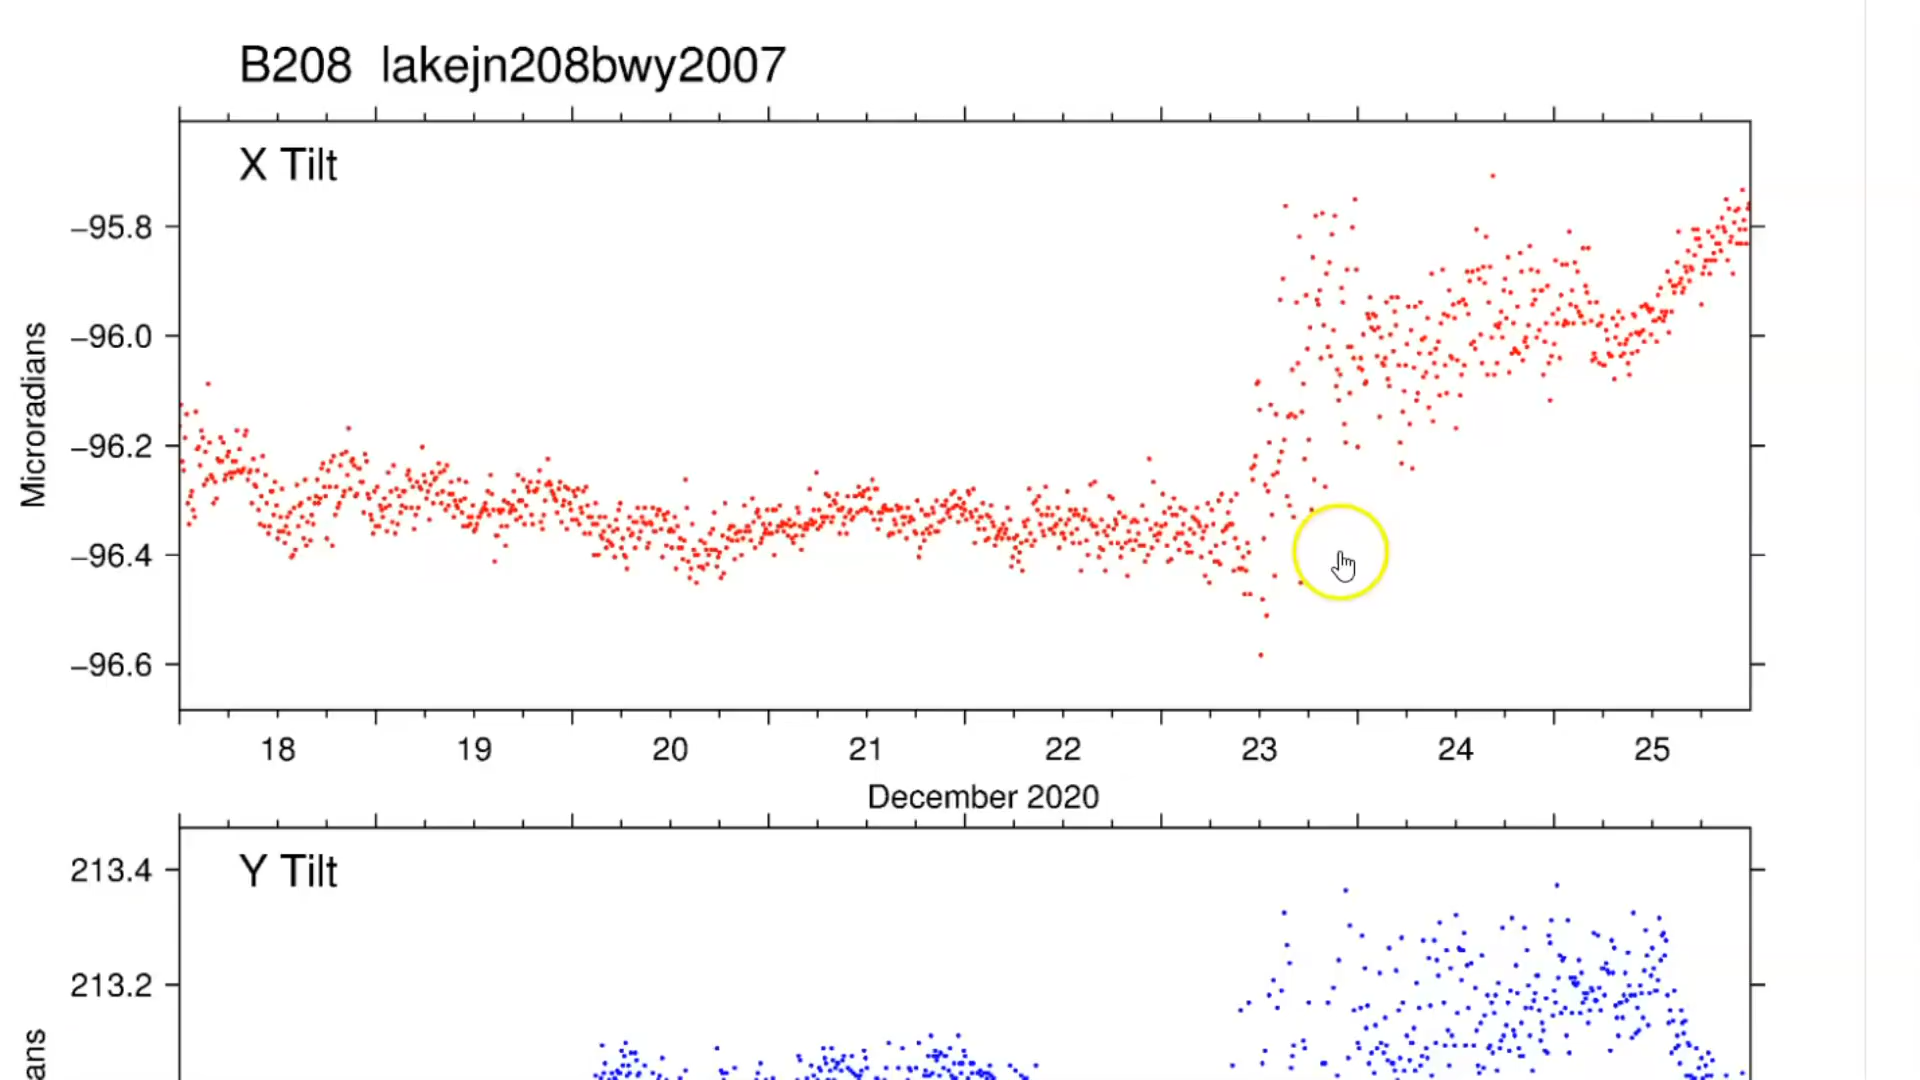 B208 lakejn208bwy2007
X Tilt
Microradians
−95.8
−96.0
−96.2
−96.4
−96.6
18 19 20 21 22 23 24 25
December 2020
Y Tilt
213.4
213.2
ans